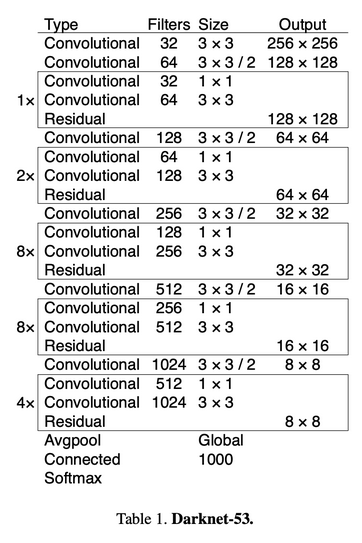 Type Filters Size Output
Convolutional 32 3 × 3 256 × 256
Convolutional 64 3 × 3 / 2 128 × 128
Convolutional 32 1 × 1
1× Convolutional 64 3 × 3
Residual 128 × 128
Convolutional 128 3 × 3 / 2 64 × 64
Convolutional 64 1 × 1
2× Convolutional 128 3 × 3
Residual 64 × 64
Convolutional 256 3 × 3 / 2 32 × 32
Convolutional 128 1 × 1
8× Convolutional 256 3 × 3
Residual 32 × 32
Convolutional 512 3 × 3 / 2 16 × 16
Convolutional 256 1 × 1
8× Convolutional 512 3 × 3
Residual 16 × 16
Convolutional 1024 3 × 3 / 2 8 × 8
Convolutional 512 1 × 1
4× Convolutional 1024 3 × 3
Residual 8 × 8
Avgpool Global
Connected 1000
Softmax
Table 1. Darknet-53.